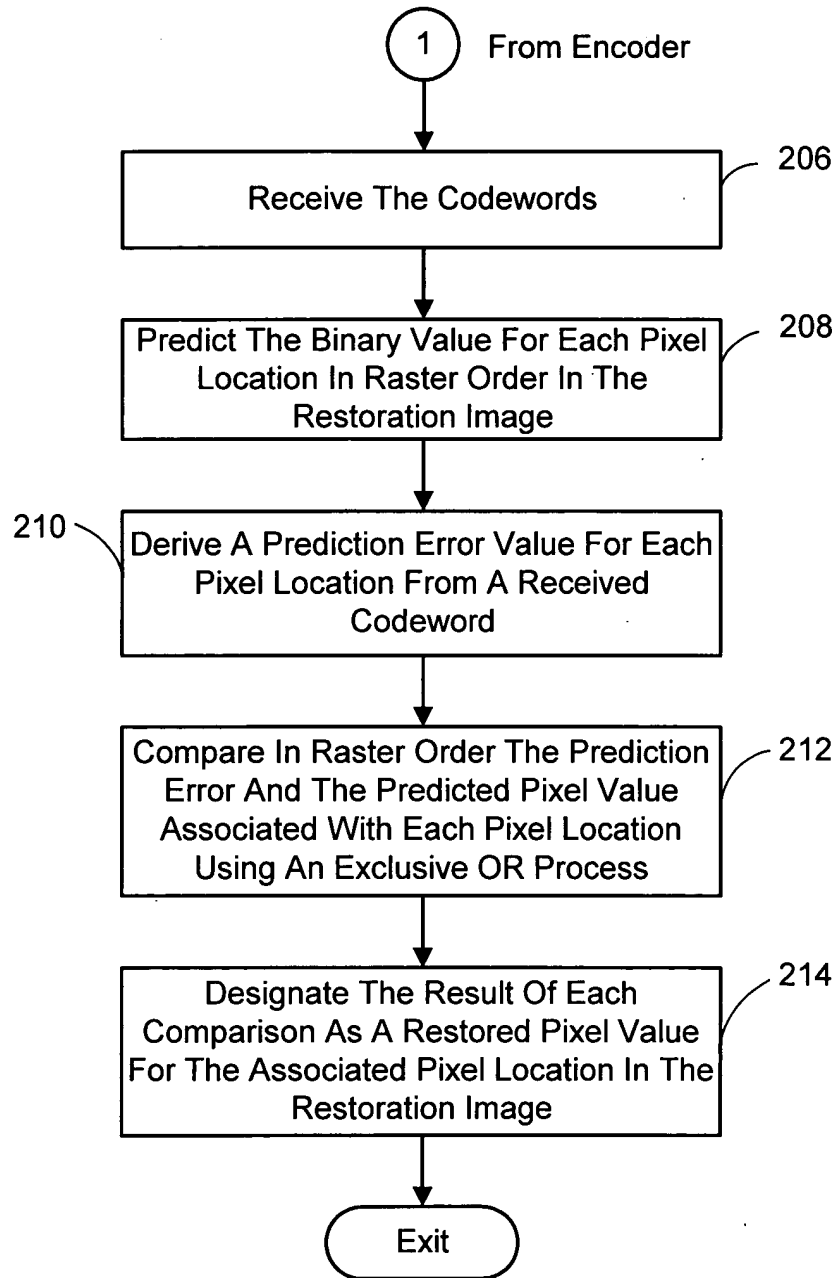 1
From Encoder
206
Receive The Codewords
208
Predict The Binary Value For Each Pixel
Location In Raster Order In The
Restoration Image
210
Derive A Prediction Error Value For Each
Pixel Location From A Received
Codeword
212
Compare In Raster Order The Prediction
Error And The Predicted Pixel Value
Associated With Each Pixel Location
Using An Exclusive OR Process
214
Designate The Result Of Each
Comparison As A Restored Pixel Value
For The Associated Pixel Location In The
Restoration Image
Exit